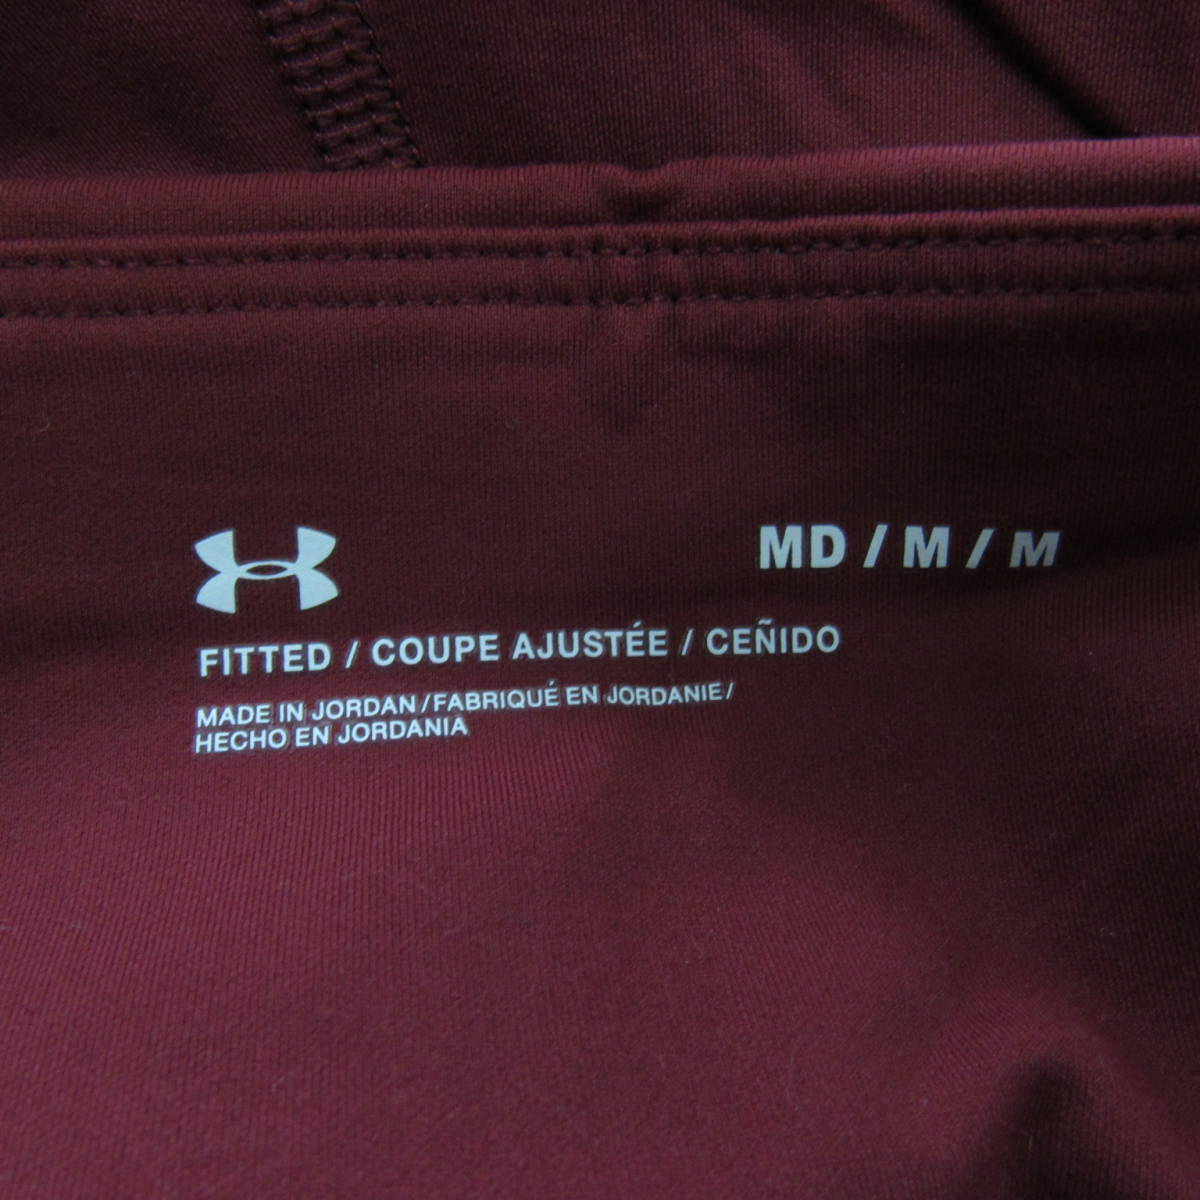 MD / M / M
FITTED / COUPE AJUSTÉE / CEÑIDO
MADE IN JORDAN / FABRIQUÉ EN JORDANIE /
HECHO EN JORDANIA